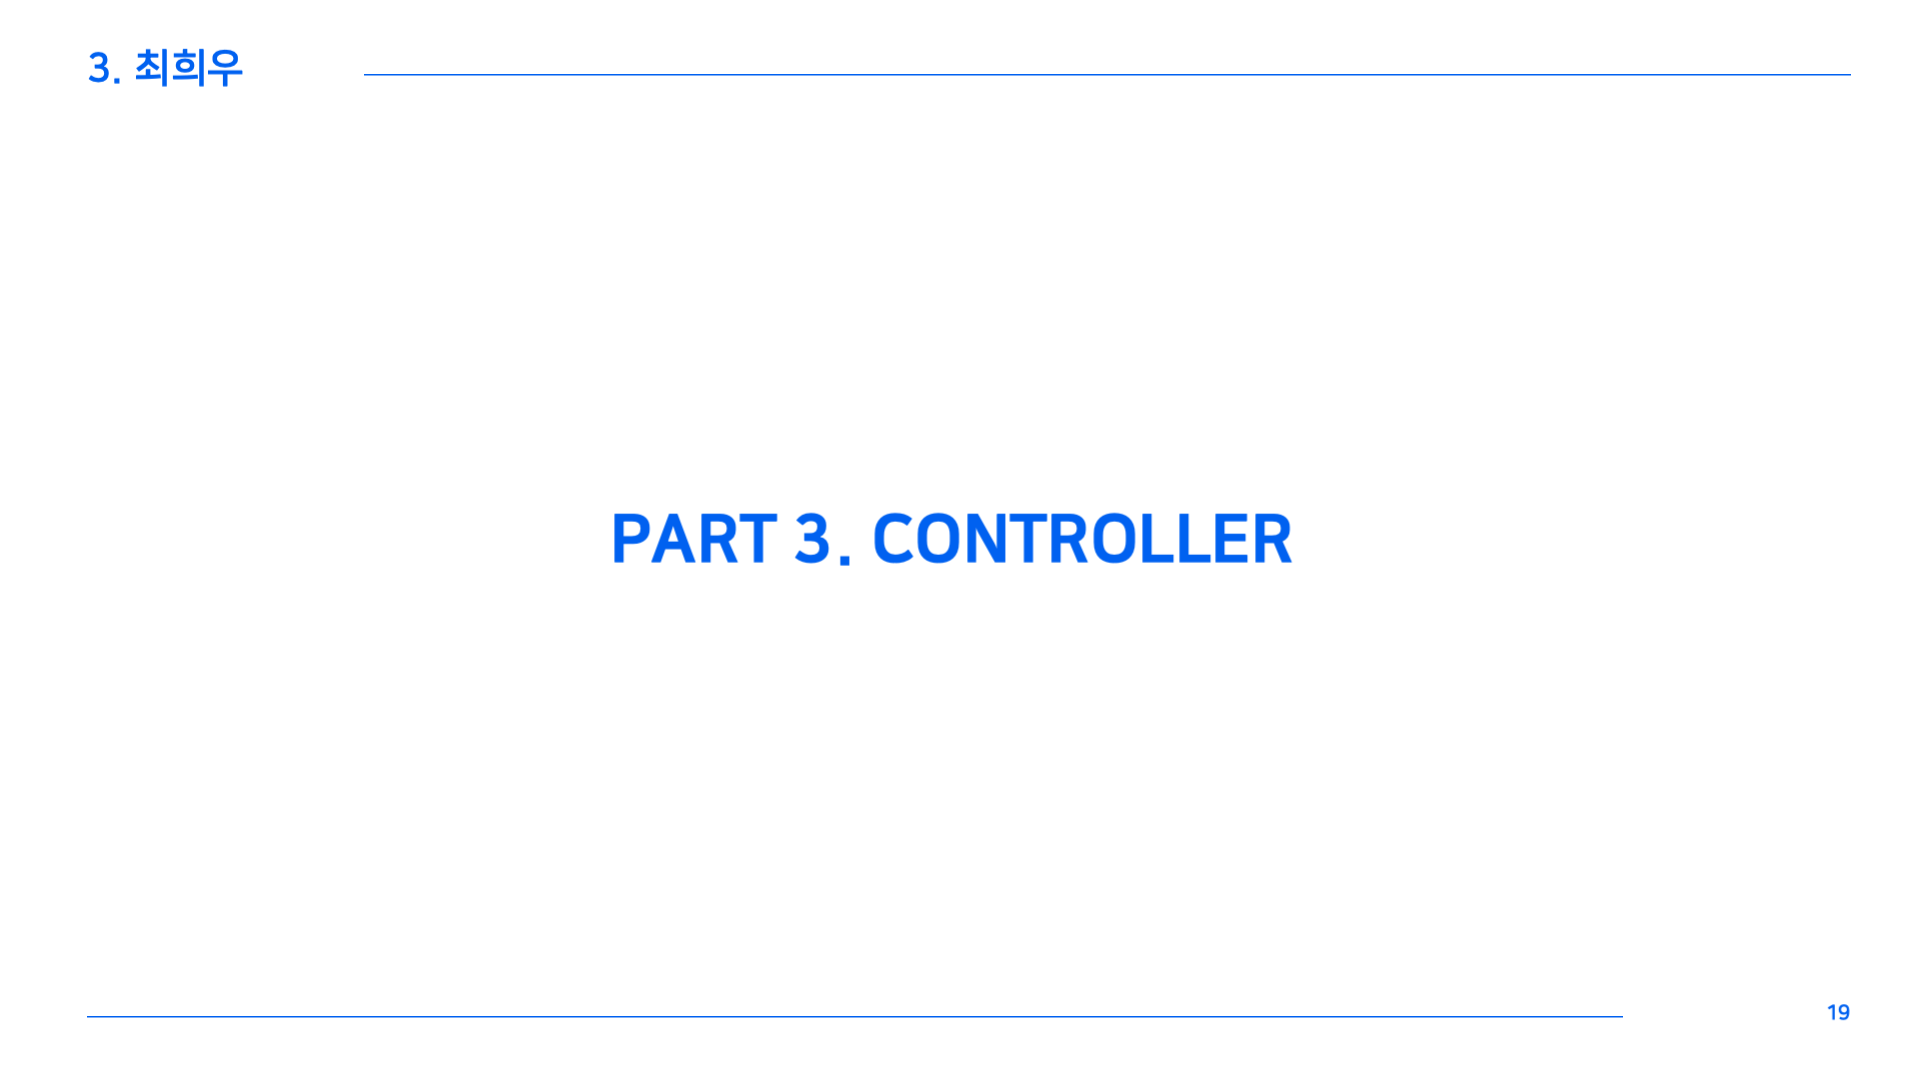 3. 최희우
PART 3. CONTROLLER
19